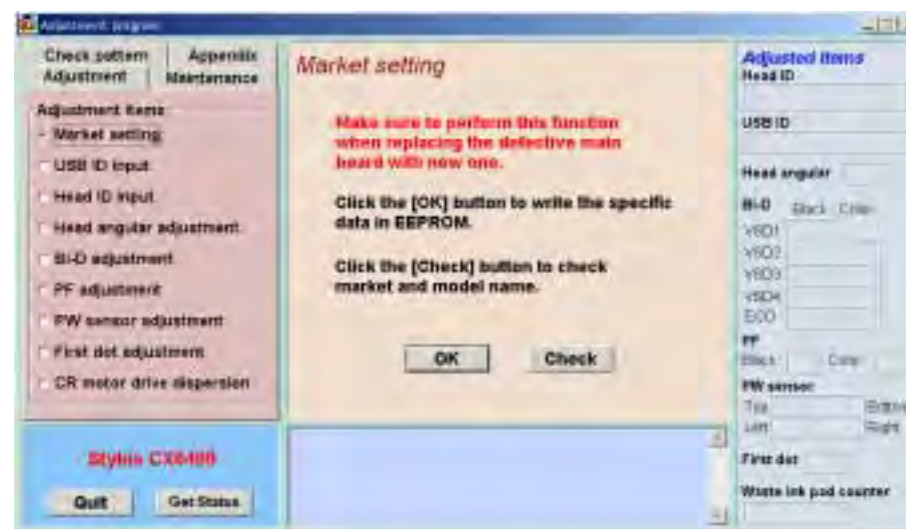 Adjustment program
Check pattern
Appendix
Adjustment
Maintenance
Adjustment items
Market setting
USB ID input
Head ID input
Head angular adjustment
Bi-D adjustment
PF adjustment
PW sensor adjustment
First dot adjustment
CR motor drive dispersion
Stylus CX6400
Quit
Get Status
Market setting
Make sure to perform this function
when replacing the defective main
board with new one.
Click the [OK] button to write the specific
data in EEPROM.
Click the [Check] button to check
market and model name.
OK
Check
Adjusted items
Head ID
USB ID
Head angular
Bi-D
Black
Color
VSD1
VSD2
VSD3
VSD4
ECO
PF
Black
Color
PW sensor
Top
Bottom
Left
Right
First dot
Waste ink pad counter